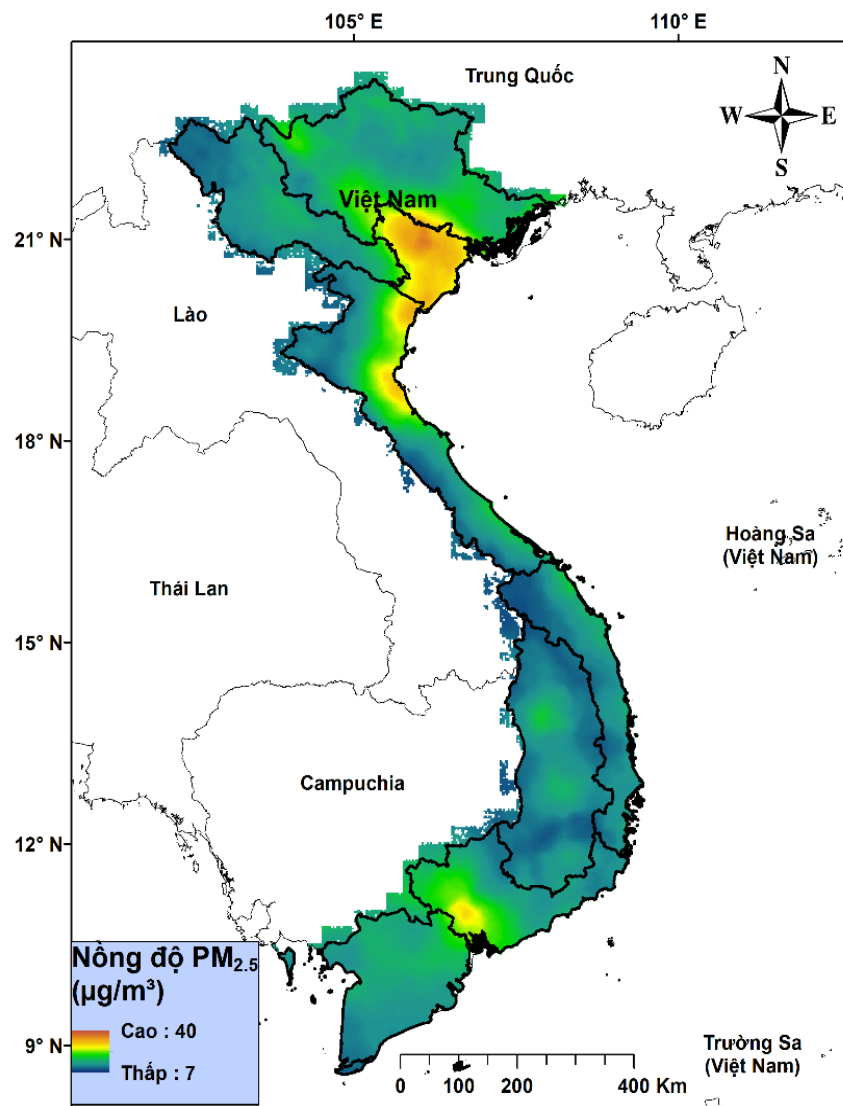 105° E
110° E
Trung Quốc
N
W
E
S
Việt Nam
21° N
Lào
18° N
Hoàng Sa
(Việt Nam)
Thái Lan
15° N
Campuchia
12° N
Nồng độ PM2.5
(µg/m³)
Cao : 40
Thấp : 7
9° N
Trường Sa
(Việt Nam)
0 100 200 400 Km